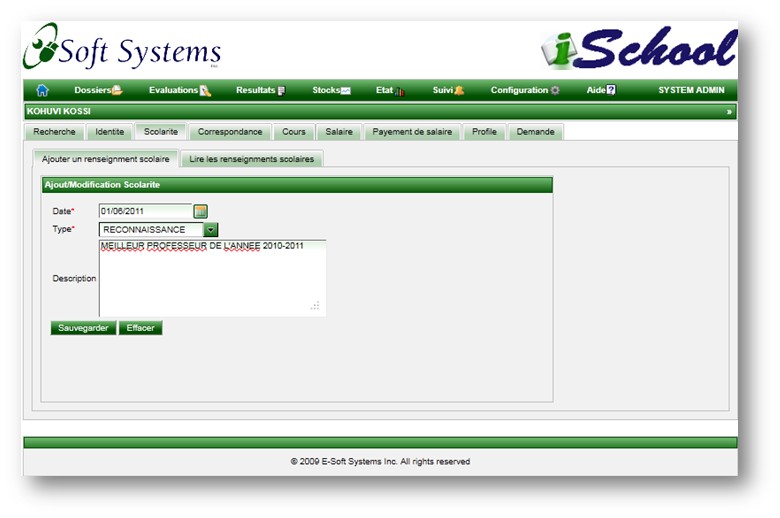 Soft Systems
Inc.
iSchool
Dossiers Evaluations Resultats Stocks Etat Suivi Configuration Aide SYSTEM ADMIN
KOHUVI KOSSI »
Recherche Identite Scolarite Correspondance Cours Salaire Payement de salaire Profile Demande
Ajouter un renseignment scolaire Lire les renseignments scolaires
Ajout/Modification Scolarite
Date* 01/06/2011
Type* RECONNAISSANCE
MEILLEUR PROFESSEUR DE L'ANNEE 2010-2011
Description
Sauvegarder Effacer
© 2009 E-Soft Systems Inc. All rights reserved